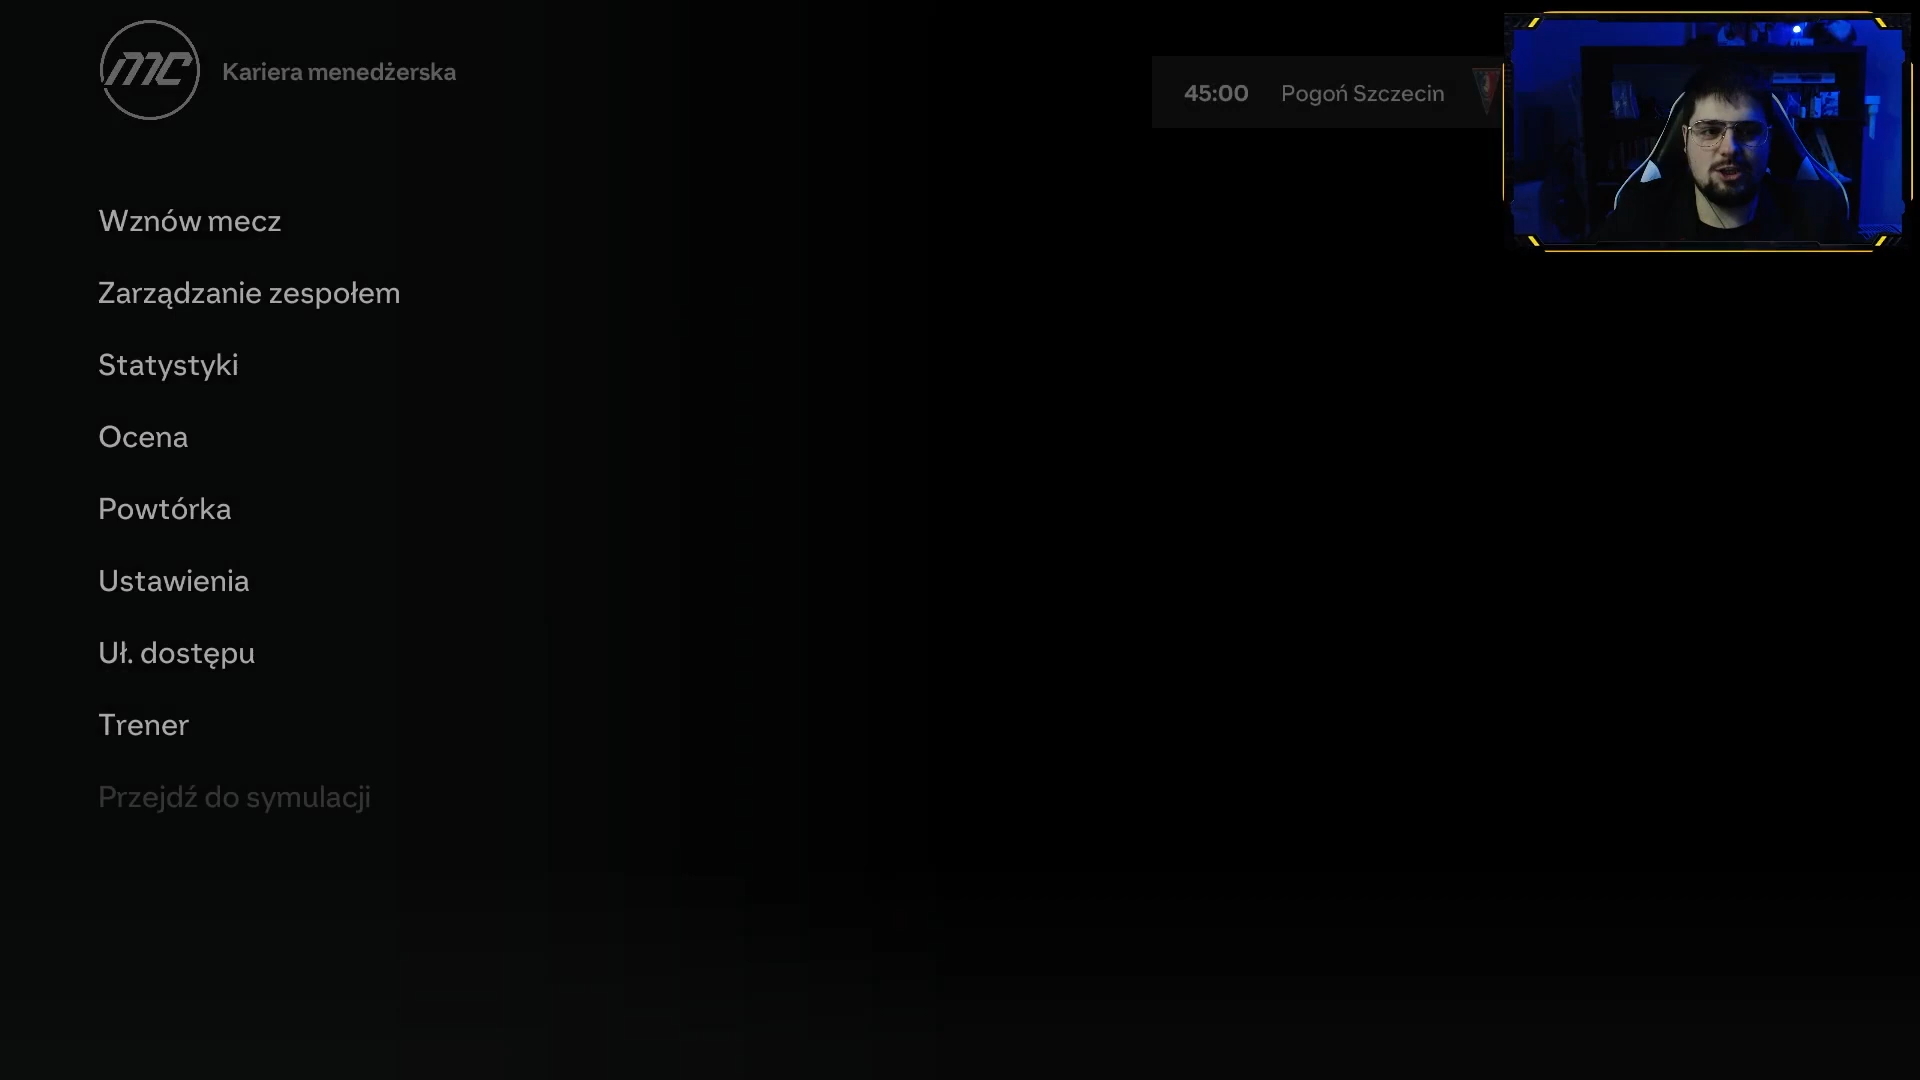 MC
Kariera menedżerska
45:00 Pogoń Szczecin
Wznów mecz
Zarządzanie zespołem
Statystyki
Ocena
Powtórka
Ustawienia
Uł. dostępu
Trener
Przejdź do symulacji